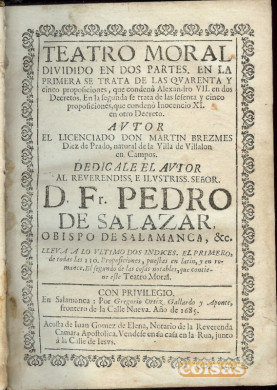 TEATRO MORAL
DIVIDIDO EN DOS PARTES, EN LA
PRIMERA SE TRATA DE LAS QVARENTA Y
cinco proposiciones, que condenò Alexandro VII. en dos
Decretos. En la segunda se trata de las sesenta y cinco
proposiciones, que condenò Inocencio XI.
en otro Decreto.
AVTOR
EL LICENCIADO DON MARTIN BREZMES
Diez de Prado, natural de la Villa de Villalon
en Campos.
DEDICALE EL AVTOR
AL REVERENDISS, E ILVSTRISS. SEñOR.
D. Fr. PEDRO
DE SALAZAR,
OBISPO DE SALAMANCA, &c.
LLEVA A LO VLTIMO DOS INDICES, EL PRIMERO,
de todas las 110. Proposiciones, puestas en latin, y en ro-
mance. El segundo de las cosas notables, que contie-
ne este Teatro Moral.
CON PRIVILEGIO.
En Salamanca: Por Gregorio Ortiz, Gallardo y Aponte,
frontero de la Calle Nueva. Año de 1685.
Acosta de Iuan Gomez de Elena, Notario de la Reverenda
Camara Apostholica, Vendese en su casa en la Rua, junto
à la Calle de
todo
coleccion